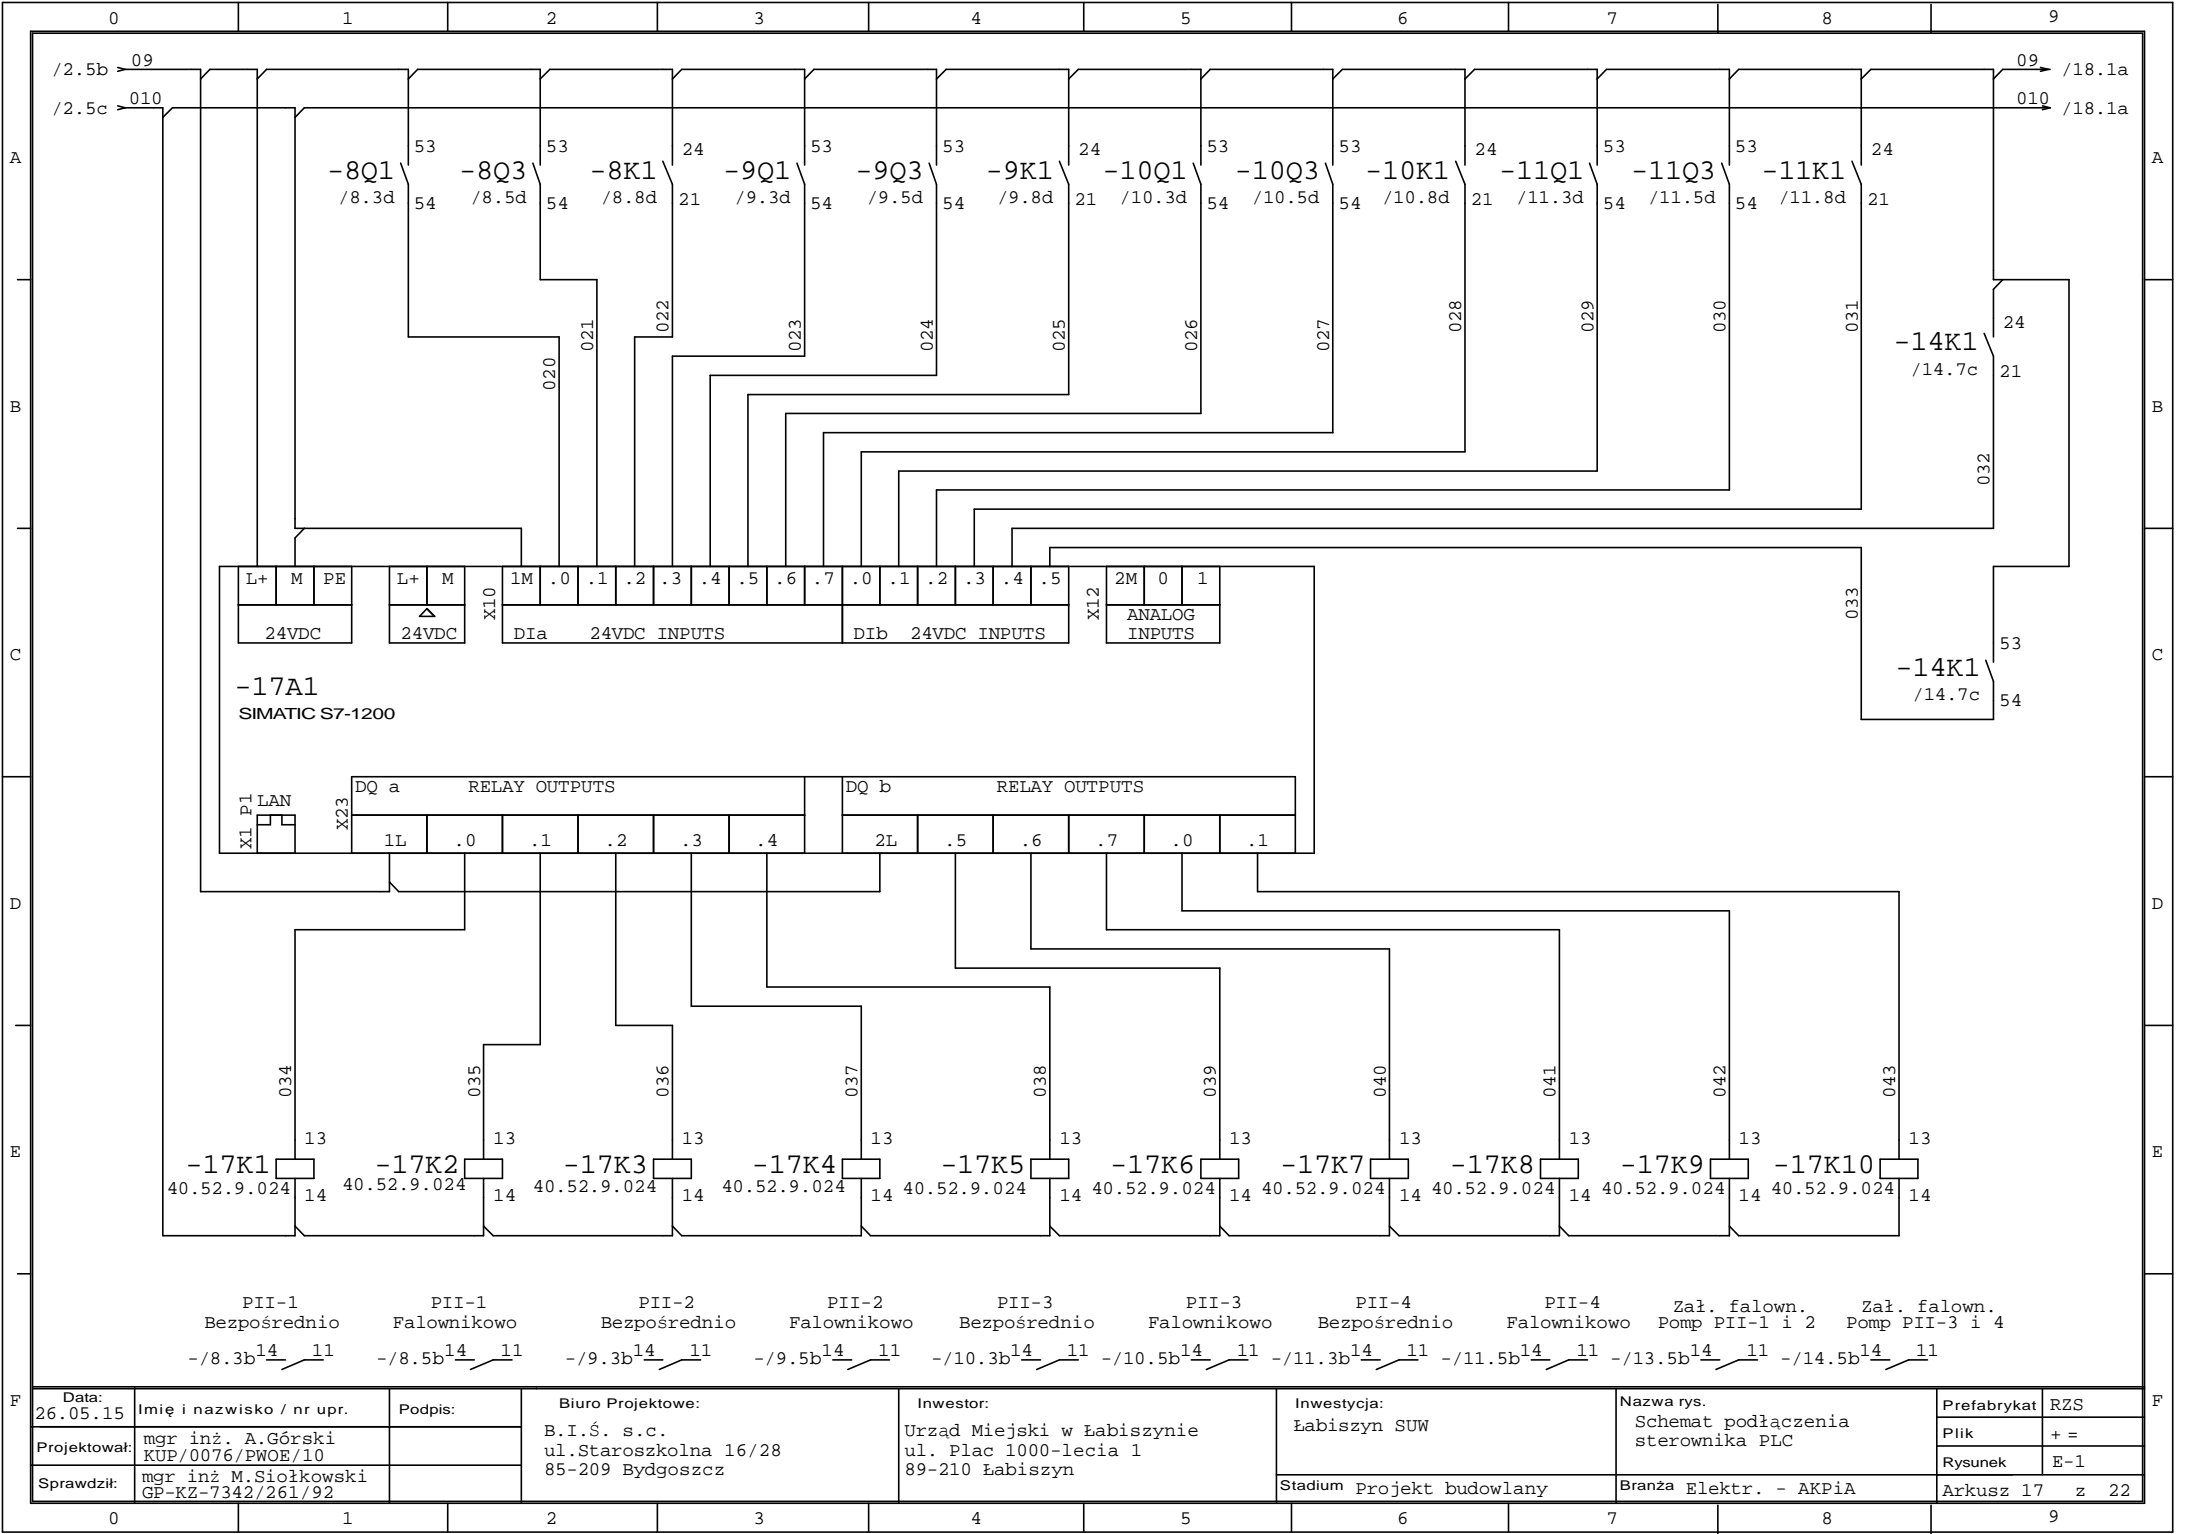 0 1 2 3 4 5 6 7 8 9
/2.5b 09 09 /18.1a
/2.5c 010 010 /18.1a
A A
53 53 24 53 53 24 53 53 24 53 53 24
-8Q1 -8Q3 -8K1 -9Q1 -9Q3 -9K1 -10Q1 -10Q3 -10K1 -11Q1 -11Q3 -11K1
/8.3d /8.5d /8.8d /9.3d /9.5d /9.8d /10.3d /10.5d /10.8d /11.3d /11.5d /11.8d
54 54 21 54 54 21 54 54 21 54 54 21
020 021 022 023 024 025 026 027 028 029 030 031
24
-14K1
/14.7c 21
B B
032
L+ M PE L+ M X10 1M .0 .1 .2 .3 .4 .5 .6 .7 .0 .1 .2 .3 .4 .5 X12 2M 0 1
033
ANALOG
24VDC 24VDC DIa 24VDC INPUTS DIb 24VDC INPUTS INPUTS
C C
53
-14K1
/14.7c 54
-17A1
SIMATIC S7-1200
DQ a RELAY OUTPUTS DQ b RELAY OUTPUTS
X1 P1 LAN X23
1L .0 .1 .2 .3 .4 2L .5 .6 .7 .0 .1
D D
034 035 036 037 038 039 040 041 042 043
13 13 13 13 13 13 13 13 13 13
E E
-17K1 -17K2 -17K3 -17K4 -17K5 -17K6 -17K7 -17K8 -17K9 -17K10
40.52.9.024 40.52.9.024 40.52.9.024 40.52.9.024 40.52.9.024 40.52.9.024 40.52.9.024 40.52.9.024 40.52.9.024 40.52.9.024
14 14 14 14 14 14 14 14 14 14
PII-1 PII-1 PII-2 PII-2 PII-3 PII-3 PII-4 PII-4 Zał. falown. Zał. falown.
Bezpośrednio Falownikowo Bezpośrednio Falownikowo Bezpośrednio Falownikowo Bezpośrednio Falownikowo Pomp PII-1 i 2 Pomp PII-3 i 4
-/8.3b 14 11 -/8.5b 14 11 -/9.3b 14 11 -/9.5b 14 11 -/10.3b 14 11 -/10.5b 14 11 -/11.3b 14 11 -/11.5b 14 11 -/13.5b 14 11 -/14.5b 14 11
F F
Data:
26.05.15
Imię i nazwisko / nr upr.
Podpis:
Projektował:
mgr inż. A.Górski
KUP/0076/PWOE/10
Sprawdził:
mgr inż M.Siołkowski
GP-KZ-7342/261/92
Biuro Projektowe:
B.I.Ś. s.c.
ul.Staroszkolna 16/28
85-209 Bydgoszcz
Inwestor:
Urząd Miejski w Łabiszynie
ul. Plac 1000-lecia 1
89-210 Łabiszyn
Inwestycja:
Łabiszyn SUW
Stadium Projekt budowlany
Nazwa rys.
Schemat podłączenia
sterownika PLC
Branża Elektr. - AKPiA
Prefabrykat RZS
Plik + =
Rysunek E-1
Arkusz 17 z 22
0 1 2 3 4 5 6 7 8 9